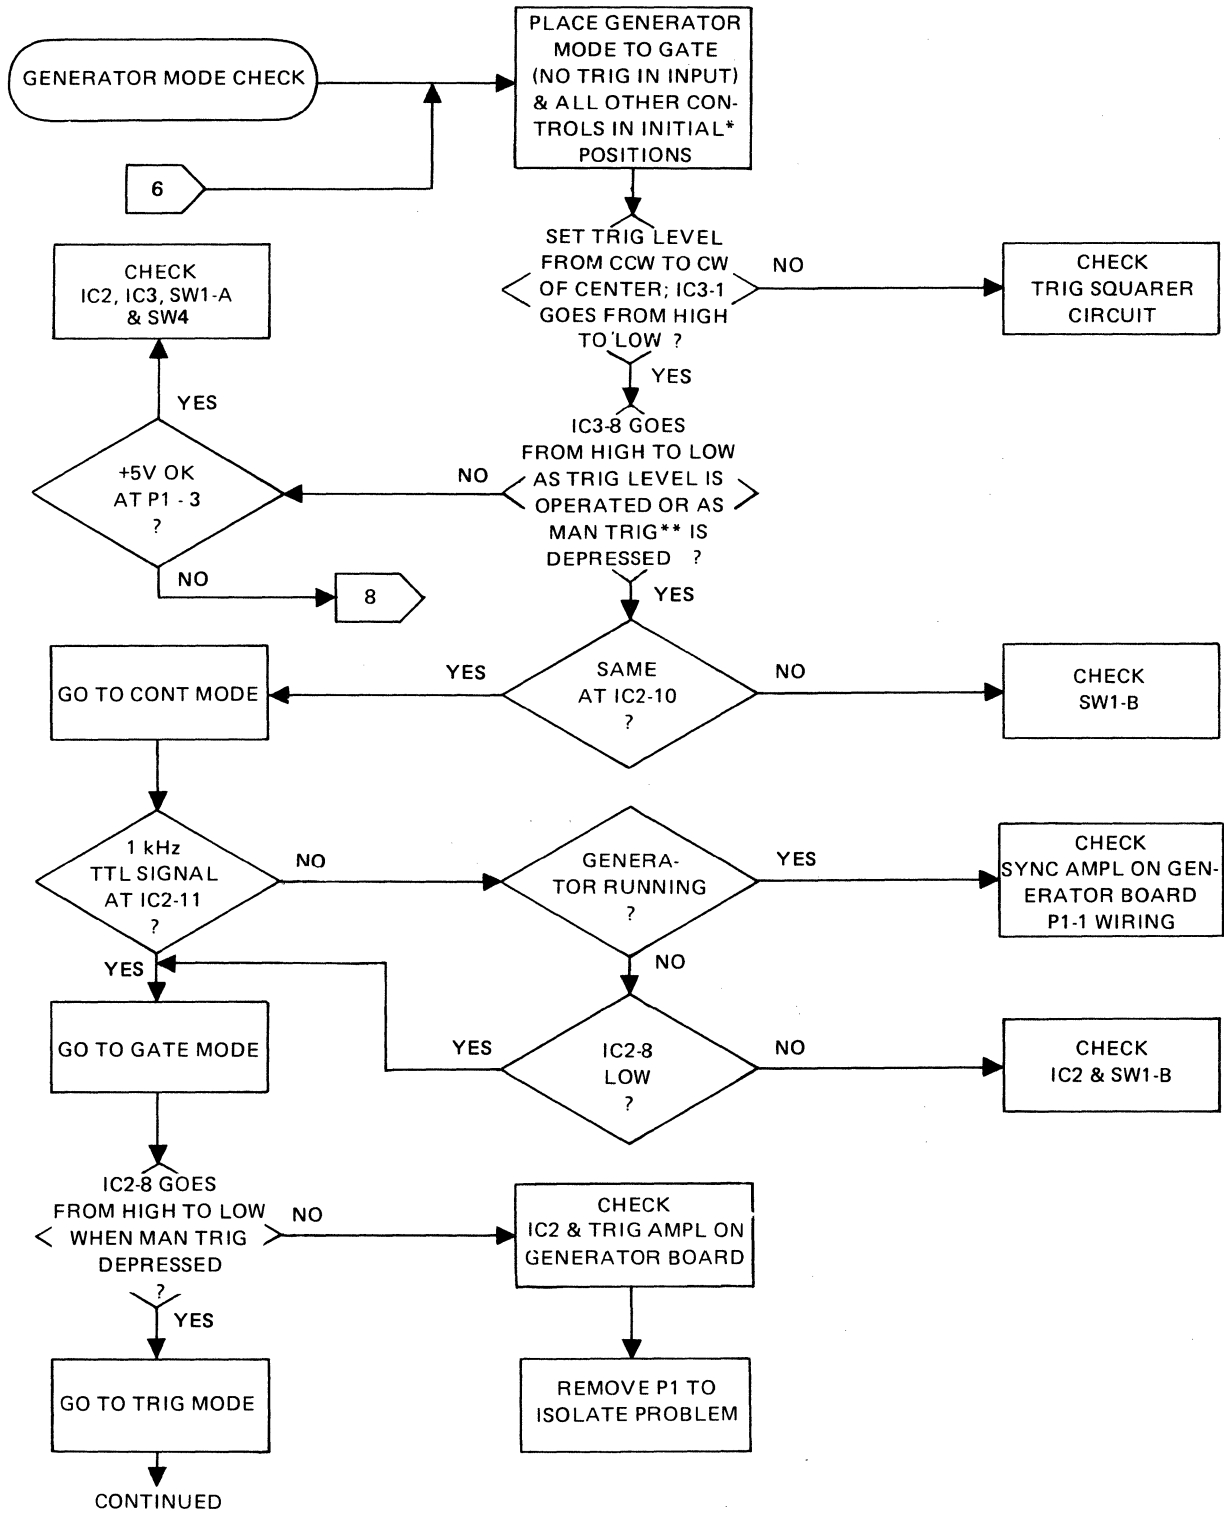 PLACE GENERATOR
MODE TO GATE
(NO TRIG IN INPUT)
& ALL OTHER CON-
TROLS IN INITIAL*
POSITIONS
GENERATOR MODE CHECK
6
SET TRIG LEVEL
FROM CCW TO CW
OF CENTER; IC3-1
GOES FROM HIGH
TO LOW ?
NO
CHECK
TRIG SQUARER
CIRCUIT
CHECK
IC2, IC3, SW1-A
& SW4
YES
YES
IC3-8 GOES
FROM HIGH TO LOW
AS TRIG LEVEL IS
OPERATED OR AS
MAN TRIG** IS
DEPRESSED ?
NO
+5V OK
AT P1 - 3
?
NO
8
YES
SAME
AT IC2-10
?
YES
NO
GO TO CONT MODE
CHECK
SW1-B
1 kHz
TTL SIGNAL
AT IC2-11
?
NO
GENERA-
TOR RUNNING
?
YES
CHECK
SYNC AMPL ON GEN-
ERATOR BOARD
P1-1 WIRING
YES
NO
GO TO GATE MODE
YES
IC2-8
LOW
?
NO
CHECK
IC2 & SW1-B
IC2-8 GOES
FROM HIGH TO LOW
WHEN MAN TRIG
DEPRESSED
?
NO
CHECK
IC2 & TRIG AMPL ON
GENERATOR BOARD
YES
GO TO TRIG MODE
REMOVE P1 TO
ISOLATE PROBLEM
CONTINUED